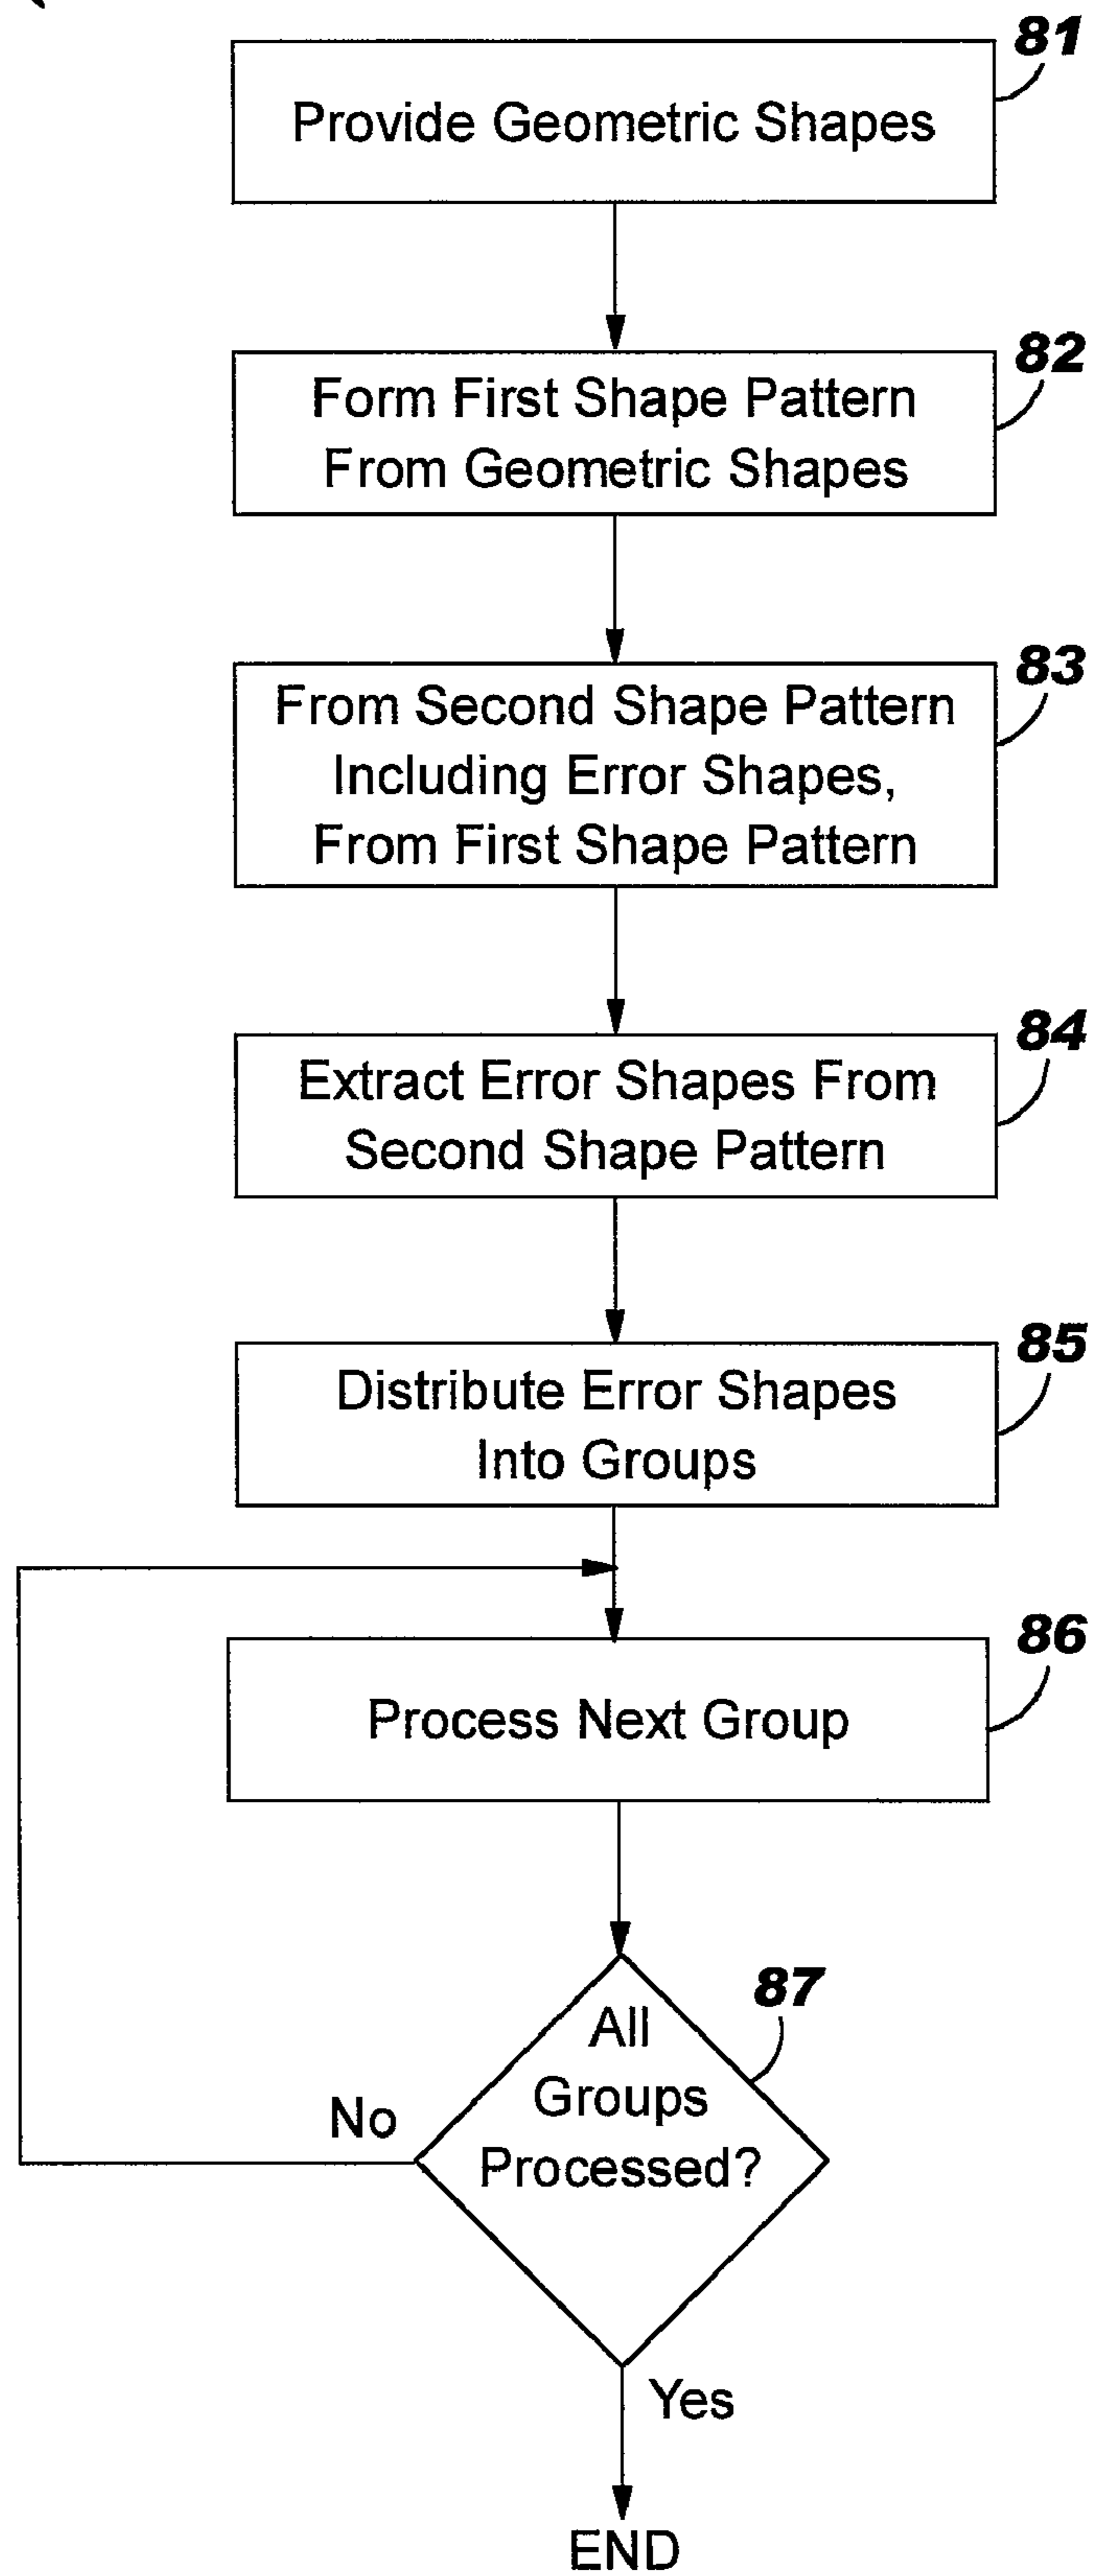 81
Provide Geometric Shapes
82
Form First Shape Pattern
From Geometric Shapes
83
From Second Shape Pattern
Including Error Shapes,
From First Shape Pattern
84
Extract Error Shapes From
Second Shape Pattern
85
Distribute Error Shapes
Into Groups
86
Process Next Group
87
All
Groups
Processed?
No
Yes
END